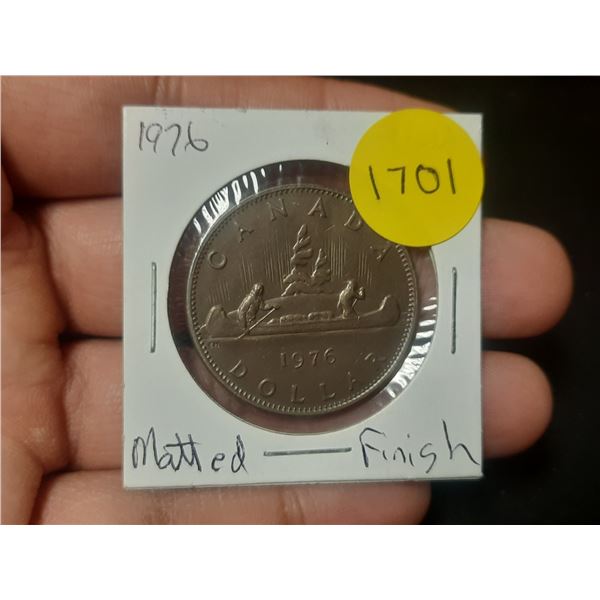 1976
1701
CANADA
1976
DOLLAR
Matted — Finish